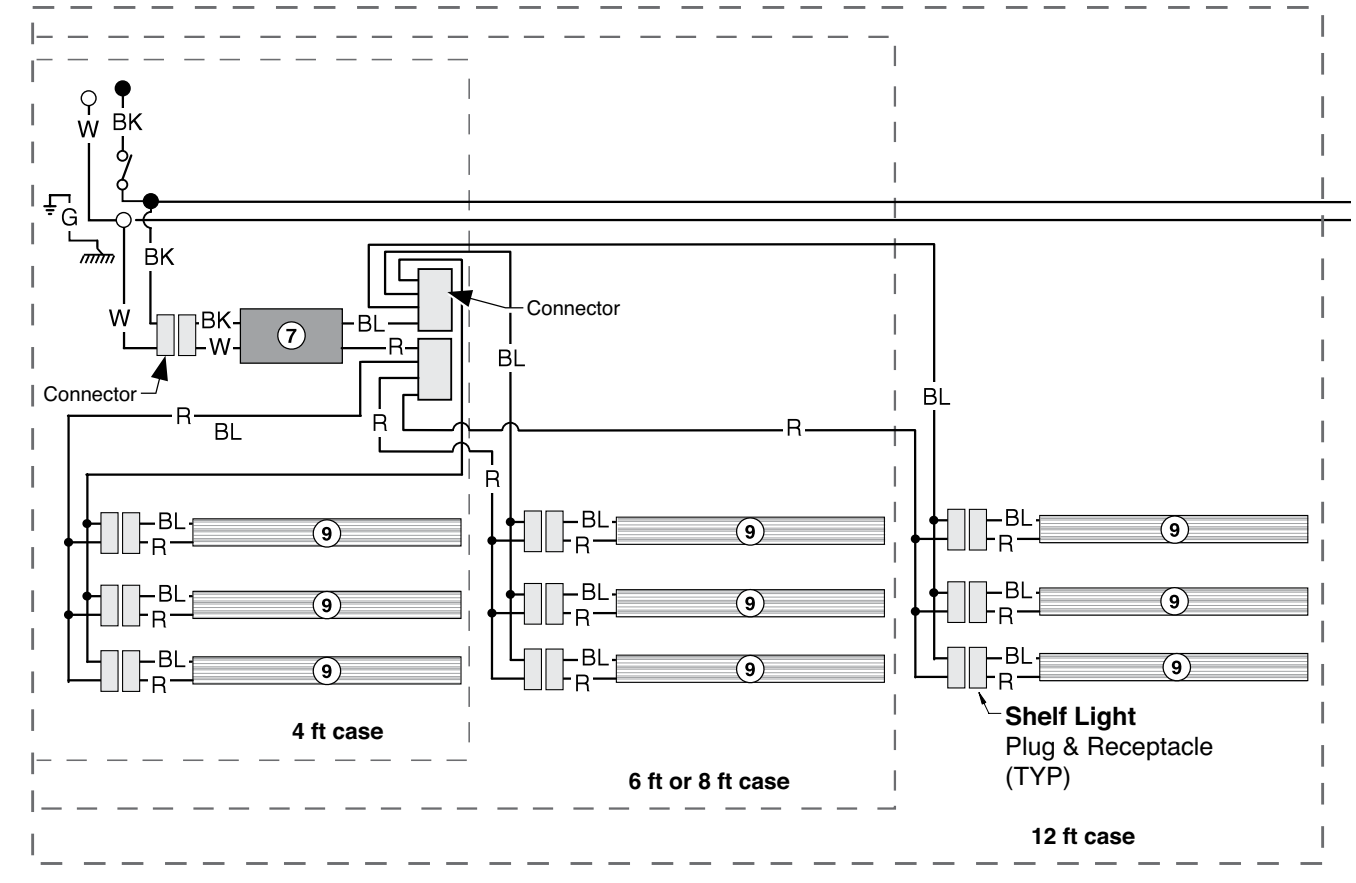 W
BK
G
BK
W
BK
W
7
BL
R
Connector
Connector
BL
BL
R
BL
R
R
R
BL
R
9
BL
R
9
BL
R
9
BL
R
9
BL
R
9
BL
R
9
BL
R
9
BL
R
9
BL
R
9
4 ft case
6 ft or 8 ft case
Shelf Light
Plug & Receptacle
(TYP)
12 ft case